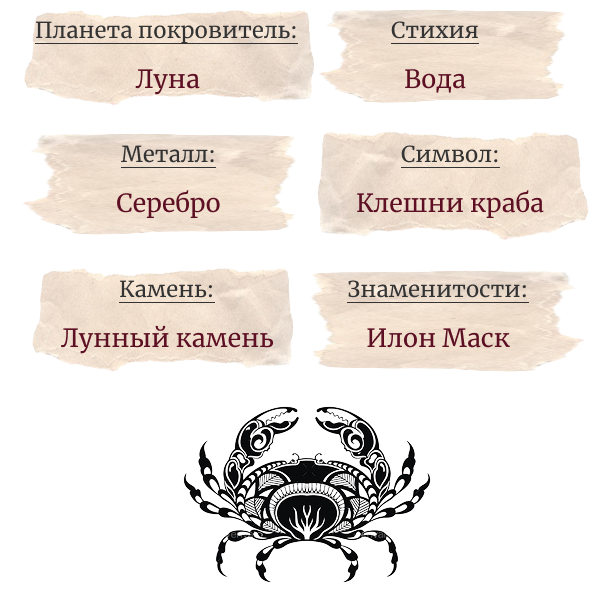 Планета покровитель:
Луна
Стихия
Вода
Металл:
Серебро
Символ:
Клешни краба
Камень:
Лунный камень
Знаменитости:
Илон Маск